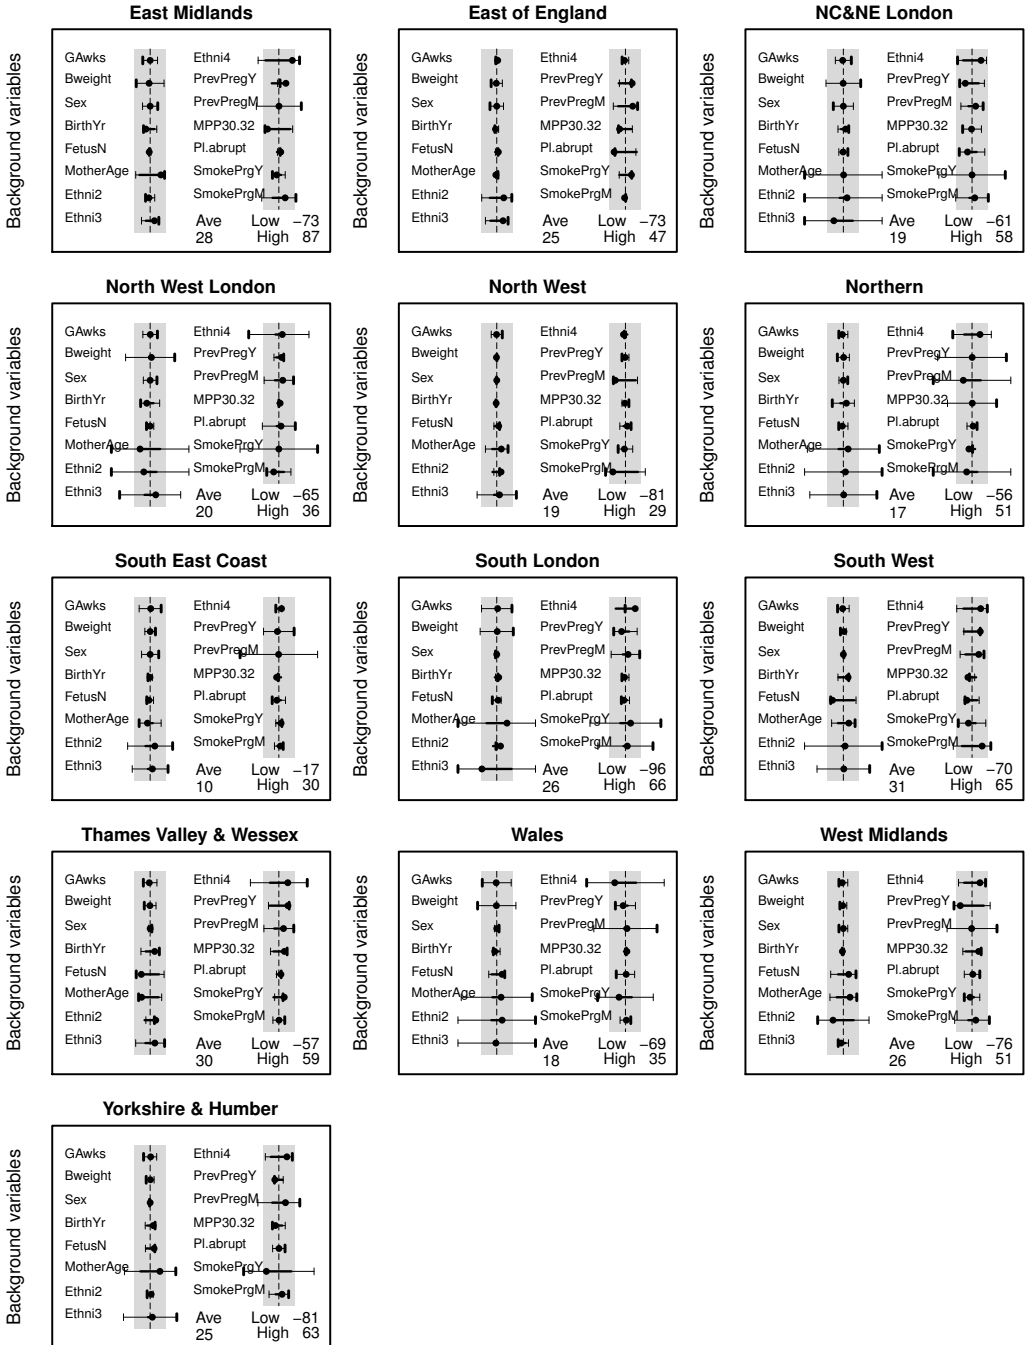 East Midlands
Background variables
GAwks
Bweight
Sex
BirthYr
FetusN
MotherAge
Ethni2
Ethni3
Ethni4
PrevPregY
PrevPregM
MPP30.32
Pl.abrupt
SmokePrgY
SmokePrgM
Ave Low −73
28 High 87
East of England
Background variables
GAwks
Bweight
Sex
BirthYr
FetusN
MotherAge
Ethni2
Ethni3
Ethni4
PrevPregY
PrevPregM
MPP30.32
Pl.abrupt
SmokePrgY
SmokePrgM
Ave Low −73
25 High 47
NC&NE London
Background variables
GAwks
Bweight
Sex
BirthYr
FetusN
MotherAge
Ethni2
Ethni3
Ethni4
PrevPregY
PrevPregM
MPP30.32
Pl.abrupt
SmokePrgY
SmokePrgM
Ave Low −61
19 High 58
North West London
Background variables
GAwks
Bweight
Sex
BirthYr
FetusN
MotherAge
Ethni2
Ethni3
Ethni4
PrevPregY
PrevPregM
MPP30.32
Pl.abrupt
SmokePrgY
SmokePrgM
Ave Low −65
20 High 36
North West
Background variables
GAwks
Bweight
Sex
BirthYr
FetusN
MotherAge
Ethni2
Ethni3
Ethni4
PrevPregY
PrevPregM
MPP30.32
Pl.abrupt
SmokePrgY
SmokePrgM
Ave Low −81
19 High 29
Northern
Background variables
GAwks
Bweight
Sex
BirthYr
FetusN
MotherAge
Ethni2
Ethni3
Ethni4
PrevPregY
PrevPregM
MPP30.32
Pl.abrupt
SmokePrgY
SmokePrgM
Ave Low −56
17 High 51
South East Coast
Background variables
GAwks
Bweight
Sex
BirthYr
FetusN
MotherAge
Ethni2
Ethni3
Ethni4
PrevPregY
PrevPregM
MPP30.32
Pl.abrupt
SmokePrgY
SmokePrgM
Ave Low −17
10 High 30
South London
Background variables
GAwks
Bweight
Sex
BirthYr
FetusN
MotherAge
Ethni2
Ethni3
Ethni4
PrevPregY
PrevPregM
MPP30.32
Pl.abrupt
SmokePrgY
SmokePrgM
Ave Low −96
26 High 66
South West
Background variables
GAwks
Bweight
Sex
BirthYr
FetusN
MotherAge
Ethni2
Ethni3
Ethni4
PrevPregY
PrevPregM
MPP30.32
Pl.abrupt
SmokePrgY
SmokePrgM
Ave Low −70
31 High 65
Thames Valley & Wessex
Background variables
GAwks
Bweight
Sex
BirthYr
FetusN
MotherAge
Ethni2
Ethni3
Ethni4
PrevPregY
PrevPregM
MPP30.32
Pl.abrupt
SmokePrgY
SmokePrgM
Ave Low −57
30 High 59
Wales
Background variables
GAwks
Bweight
Sex
BirthYr
FetusN
MotherAge
Ethni2
Ethni3
Ethni4
PrevPregY
PrevPregM
MPP30.32
Pl.abrupt
SmokePrgY
SmokePrgM
Ave Low −69
18 High 35
West Midlands
Background variables
GAwks
Bweight
Sex
BirthYr
FetusN
MotherAge
Ethni2
Ethni3
Ethni4
PrevPregY
PrevPregM
MPP30.32
Pl.abrupt
SmokePrgY
SmokePrgM
Ave Low −76
26 High 51
Yorkshire & Humber
Background variables
GAwks
Bweight
Sex
BirthYr
FetusN
MotherAge
Ethni2
Ethni3
Ethni4
PrevPregY
PrevPregM
MPP30.32
Pl.abrupt
SmokePrgY
SmokePrgM
Ave Low −81
25 High 63